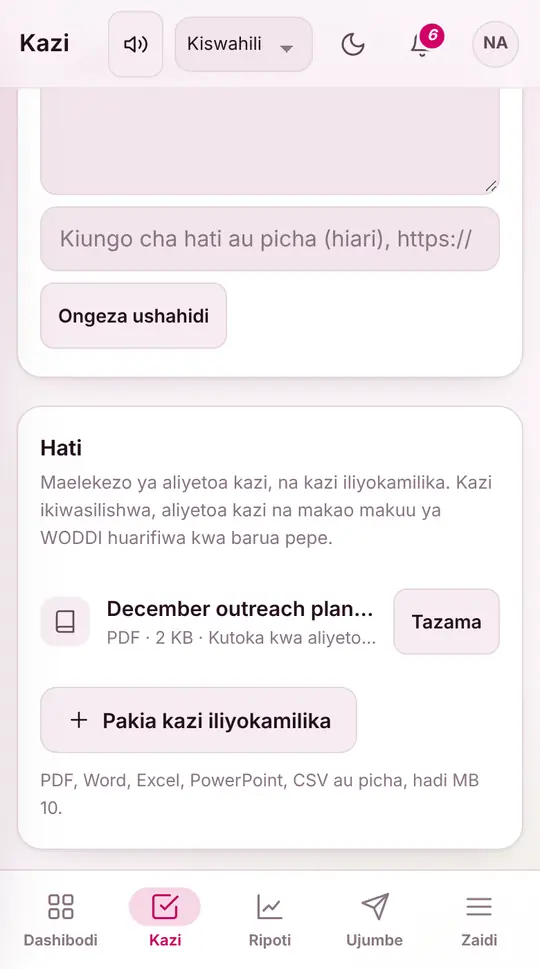 Kazi
Kiswahili
6
NA
Kiungo cha hati au picha (hiari), https://
Ongeza ushahidi
Hati
Maelekezo ya aliyetoa kazi, na kazi iliyokamilika. Kazi
ikiwasilishwa, aliyetoa kazi na makao makuu ya
WODDI huarifiwa kwa barua pepe.
December outreach plan...
PDF · 2 KB · Kutoka kwa aliyeto...
Tazama
+ Pakia kazi iliyokamilika
PDF, Word, Excel, PowerPoint, CSV au picha, hadi MB
10.
Dashibodi
Kazi
Ripoti
Ujumbe
Zaidi